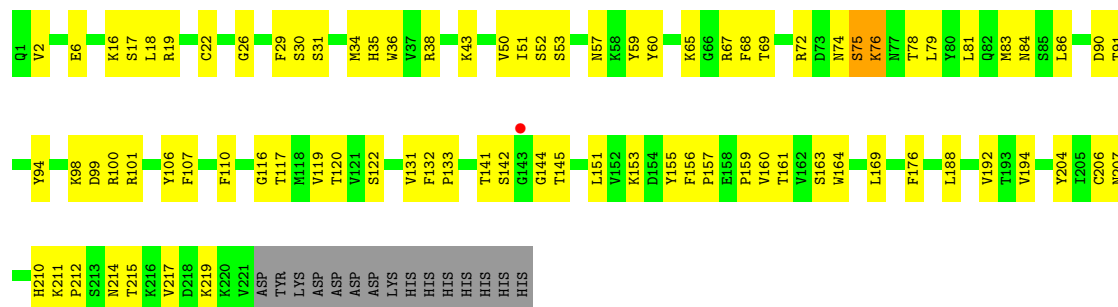 Q1 V2 E6 K16 S17 L18 R19 C22 G26 F29 S30 S31 M34 H35 W36 V37 R38 K43 V50 I51 S52 S53 N57 K58 Y59 Y60 K65 G66 R67 F68 T69 R72 D73 N74 S75 K76 N77 T78 L79 Y80 L81 Q82 M83 N84 S85 L86 D90 T91
Y94 K98 D99 R100 R101 Y106 F107 F110 G116 T117 M118 V119 T120 V121 S122 V131 F132 P133 T141 S142 G143 G144 T145 L151 V152 K153 D154 Y155 F156 P157 E158 P159 V160 T161 V162 S163 W164 L169 F176 L188 V192 T193 V194 Y204 I205 C206 N207
H210 K211 P212 S213 N214 T215 K216 V217 D218 K219 K220 V221 ASP TYR LYS ASP ASP ASP ASP LYS HIS HIS HIS HIS HIS HIS